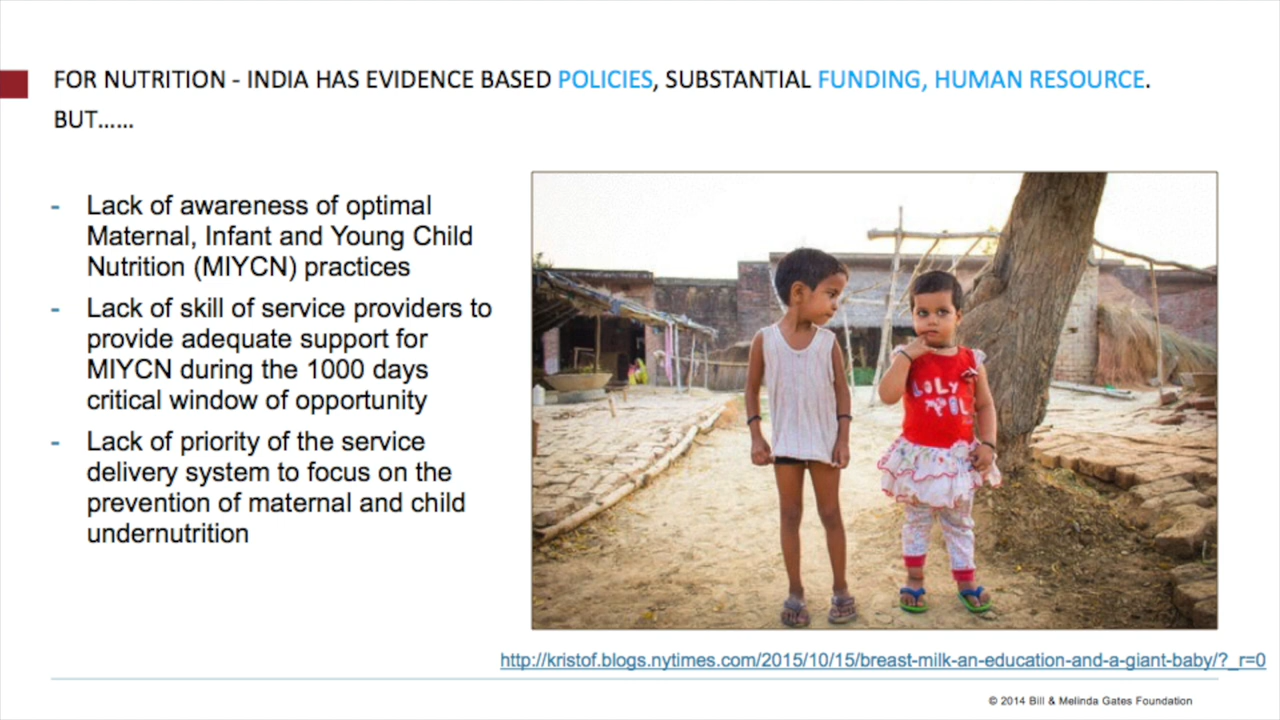 FOR NUTRITION - INDIA HAS EVIDENCE BASED POLICIES, SUBSTANTIAL FUNDING, HUMAN RESOURCE.
BUT……
- Lack of awareness of optimal
Maternal, Infant and Young Child
Nutrition (MIYCN) practices
- Lack of skill of service providers to
provide adequate support for
MIYCN during the 1000 days
critical window of opportunity
- Lack of priority of the service
delivery system to focus on the
prevention of maternal and child
undernutrition
LOLY
http://kristof.blogs.nytimes.com/2015/10/15/breast-milk-an-education-and-a-giant-baby/?_r=0
© 2014 Bill & Melinda Gates Foundation